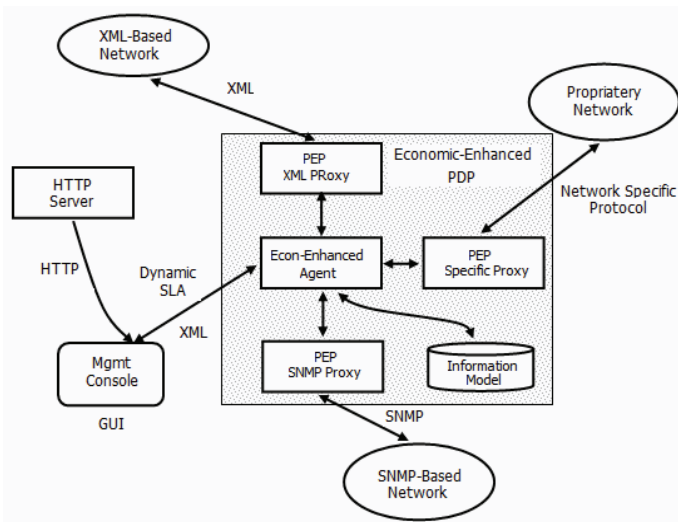 XML-Based
Network
XML
Propriatery
Network
PEP
XML PRoxy
Economic-Enhanced
PDP
HTTP
Server
Network Specific
Protocol
HTTP
Dynamic
SLA
Econ-Enhanced
Agent
PEP
Specific Proxy
XML
Mgmt
Console
PEP
SNMP Proxy
Information
Model
GUI
SNMP
SNMP-Based
Network